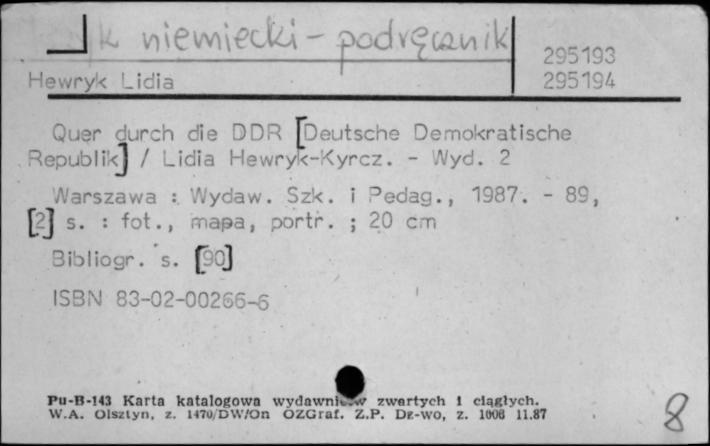 niemiecki - podręcznik
295193
Hewryk Lidia 295194
Quer durch die DDR [Deutsche Demokratische
Republik] / Lidia Hewryk-Kyrcz. - Wyd. 2
Warszawa : Wydaw. Szk. i Pedag., 1987. - 89,
[2] s. : fot., mapa, portr. ; 20 cm
Bibliogr. s. [90]
ISBN 83-02-00266-6
Pu-B-143 Karta katalogowa zwartych i ciągłych.
W.A. Olsztyn, z. 1470/DW/On OZGraf. Z.P. Dz-wo, z. 1006 11.87
8